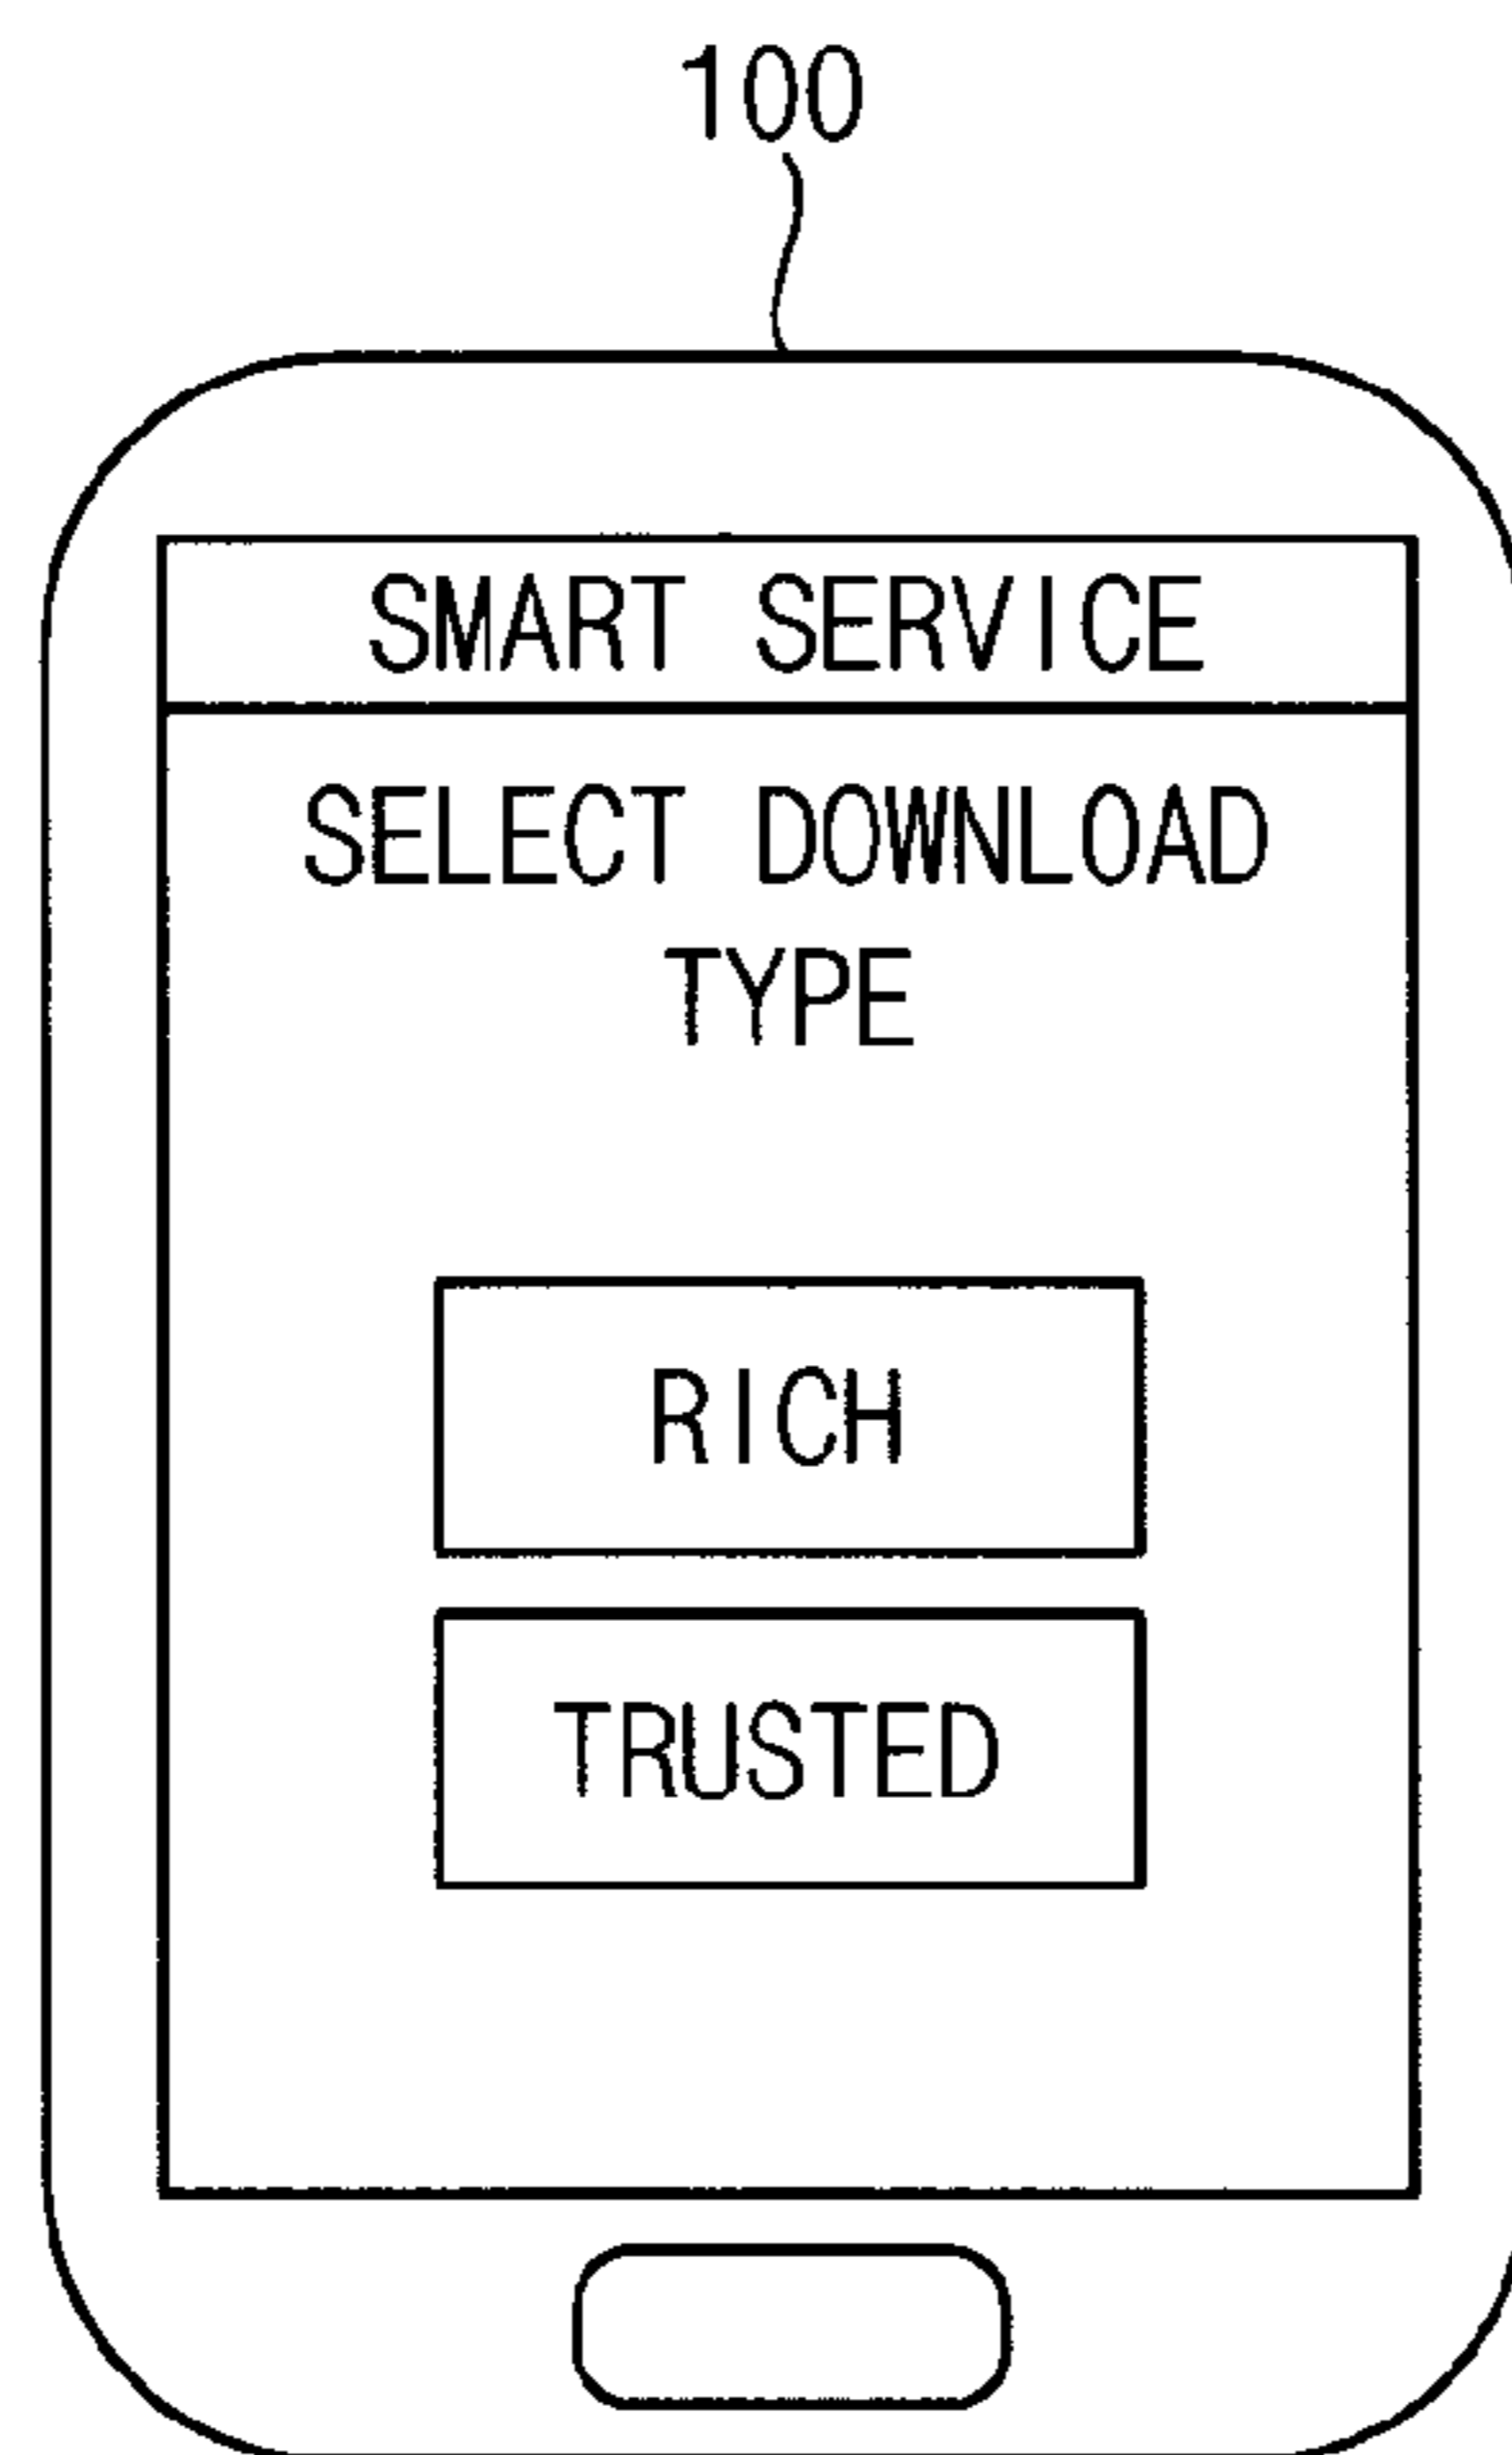 100
SMART SERVICE
SELECT DOWNLOAD
TYPE
RICH
TRUSTED